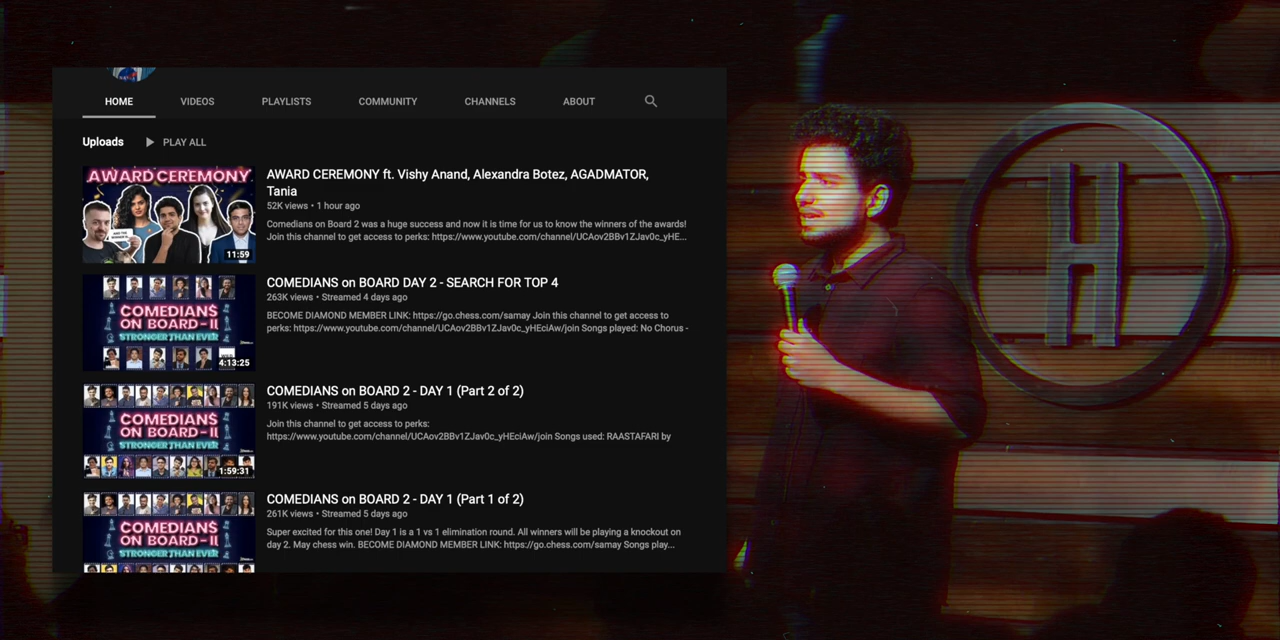 HOME VIDEOS PLAYLISTS COMMUNITY CHANNELS ABOUT
Uploads PLAY ALL
AWARD CEREMONY
AND THE
WINNER IS
11:59
AWARD CEREMONY ft. Vishy Anand, Alexandra Botez, AGADMATOR,
Tania
52K views • 1 hour ago
Comedians on Board 2 was a huge success and now it is time for us to know the winners of the awards!
Join this channel to get access to perks: https://www.youtube.com/channel/UCAov2BBv1ZJav0c_yHE...
COMEDIANS
ON BOARD-II
STRONGER THAN EVER
4:13:25
COMEDIANS on BOARD DAY 2 - SEARCH FOR TOP 4
263K views • Streamed 4 days ago
BECOME DIAMOND MEMBER LINK: https://go.chess.com/samay Join this channel to get access to
perks: https://www.youtube.com/channel/UCAov2BBv1ZJav0c_yHEciAw/join Songs played: No Chorus -
COMEDIANS
ON BOARD-II
STRONGER THAN EVER
1:59:31
COMEDIANS on BOARD 2 - DAY 1 (Part 2 of 2)
191K views • Streamed 5 days ago
Join this channel to get access to perks:
https://www.youtube.com/channel/UCAov2BBv1ZJav0c_yHEciAw/join Songs used: RAASTAFARI by
COMEDIANS
ON BOARD-II
STRONGER THAN EVER
COMEDIANS on BOARD 2 - DAY 1 (Part 1 of 2)
261K views • Streamed 5 days ago
Super excited for this one! Day 1 is a 1 vs 1 elimination round. All winners will be playing a knockout on
day 2. May chess win. BECOME DIAMOND MEMBER LINK: https://go.chess.com/samay Songs play...
H